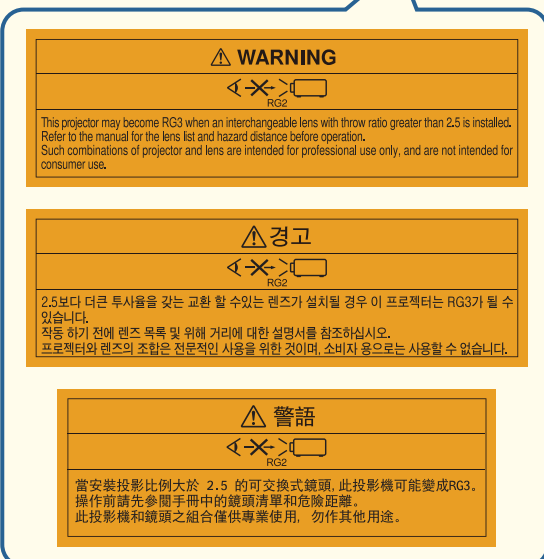 ⚠ WARNING
RG2
This projector may become RG3 when an interchangeable lens with throw ratio greater than 2.5 is installed.
Refer to the manual for the lens list and hazard distance before operation.
Such combinations of projector and lens are intended for professional use only, and are not intended for
consumer use.
⚠ 경고
RG2
2.5보다 더큰 투사율을 갖는 교환 할 수있는 렌즈가 설치될 경우 이 프로젝터는 RG3가 될 수
있습니다.
작동 하기 전에 렌즈 목록 및 위해 거리에 대한 설명서를 참조하십시오.
프로젝터와 렌즈의 조합은 전문적인 사용을 위한 것이며, 소비자 용으로는 사용할 수 없습니다.
⚠ 警語
RG2
當安裝投影比例大於 2.5 的可交換式鏡頭, 此投影機可能變成RG3。
操作前請先參閱手冊中的鏡頭清單和危險距離。
此投影機和鏡頭之組合僅供專業使用, 勿作其他用途。